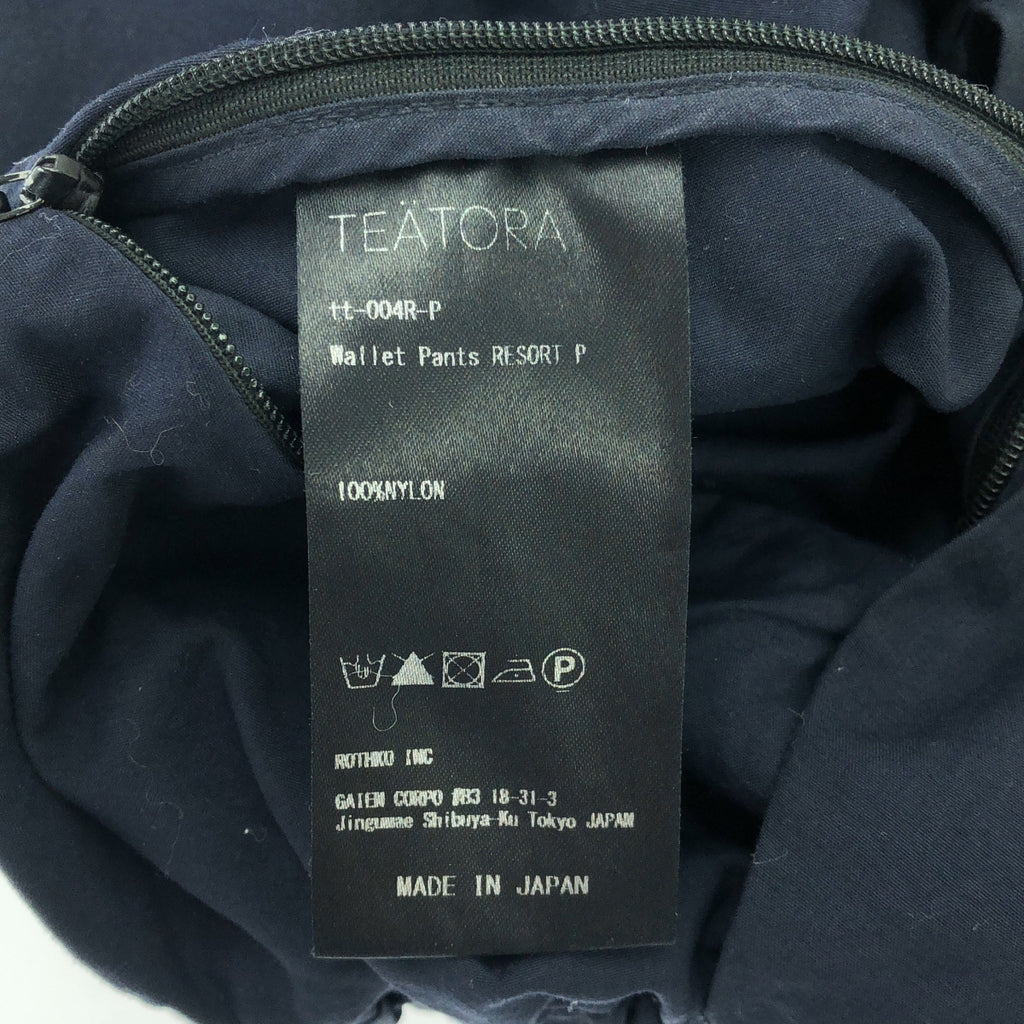 TEÄTORA
tt-004R-P
Wallet Pants RESORT P
100%NYLON
P
ROTHKO INC
GAIEN CORPO #B3 18-31-3
Jingumae Shibuya-Ku Tokyo JAPAN
MADE IN JAPAN